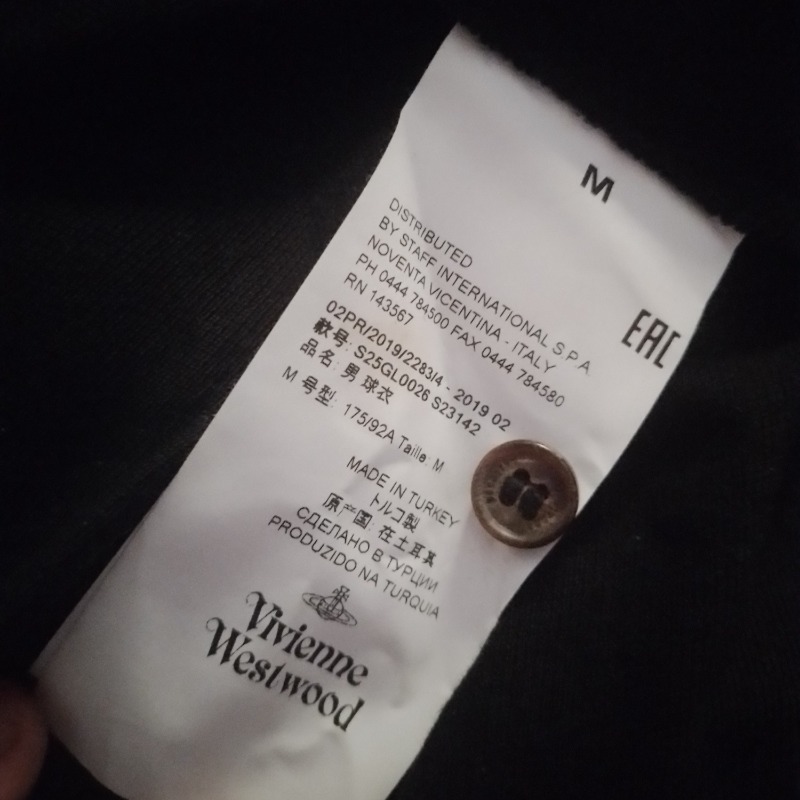 M
DISTRIBUTED
BY STAFF INTERNATIONAL S.P.A.
NOVENTA VICENTINA - ITALY
PH 0444 784500 FAX 0444 784580
RN 143567
EAC
02PR/2019/2283/4 - 2019 02
款号: S25GL0026 S23142
品名: 男 球衣
M 号型: 175/92A Taille: M
MADE IN TURKEY
トルコ製
原产国: 在土耳其
СДЕЛАНО В ТУРЦИИ
PRODUZIDO NA TURQUIA
Vivienne
Westwood